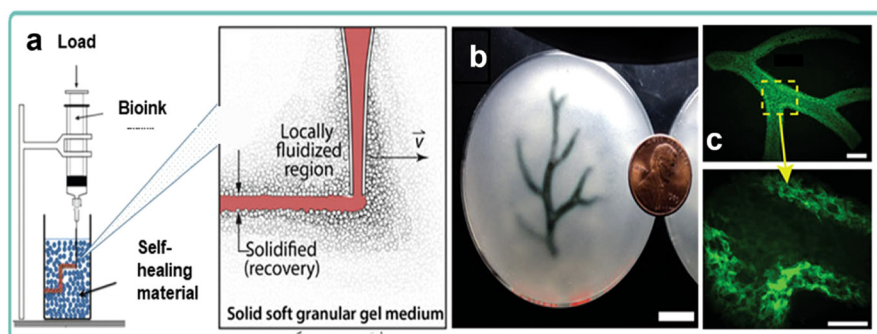 a
Load
Bioink
Self-
healing
material
Locally
fluidized
region
v
Solidified
(recovery)
Solid soft granular gel medium
b
c